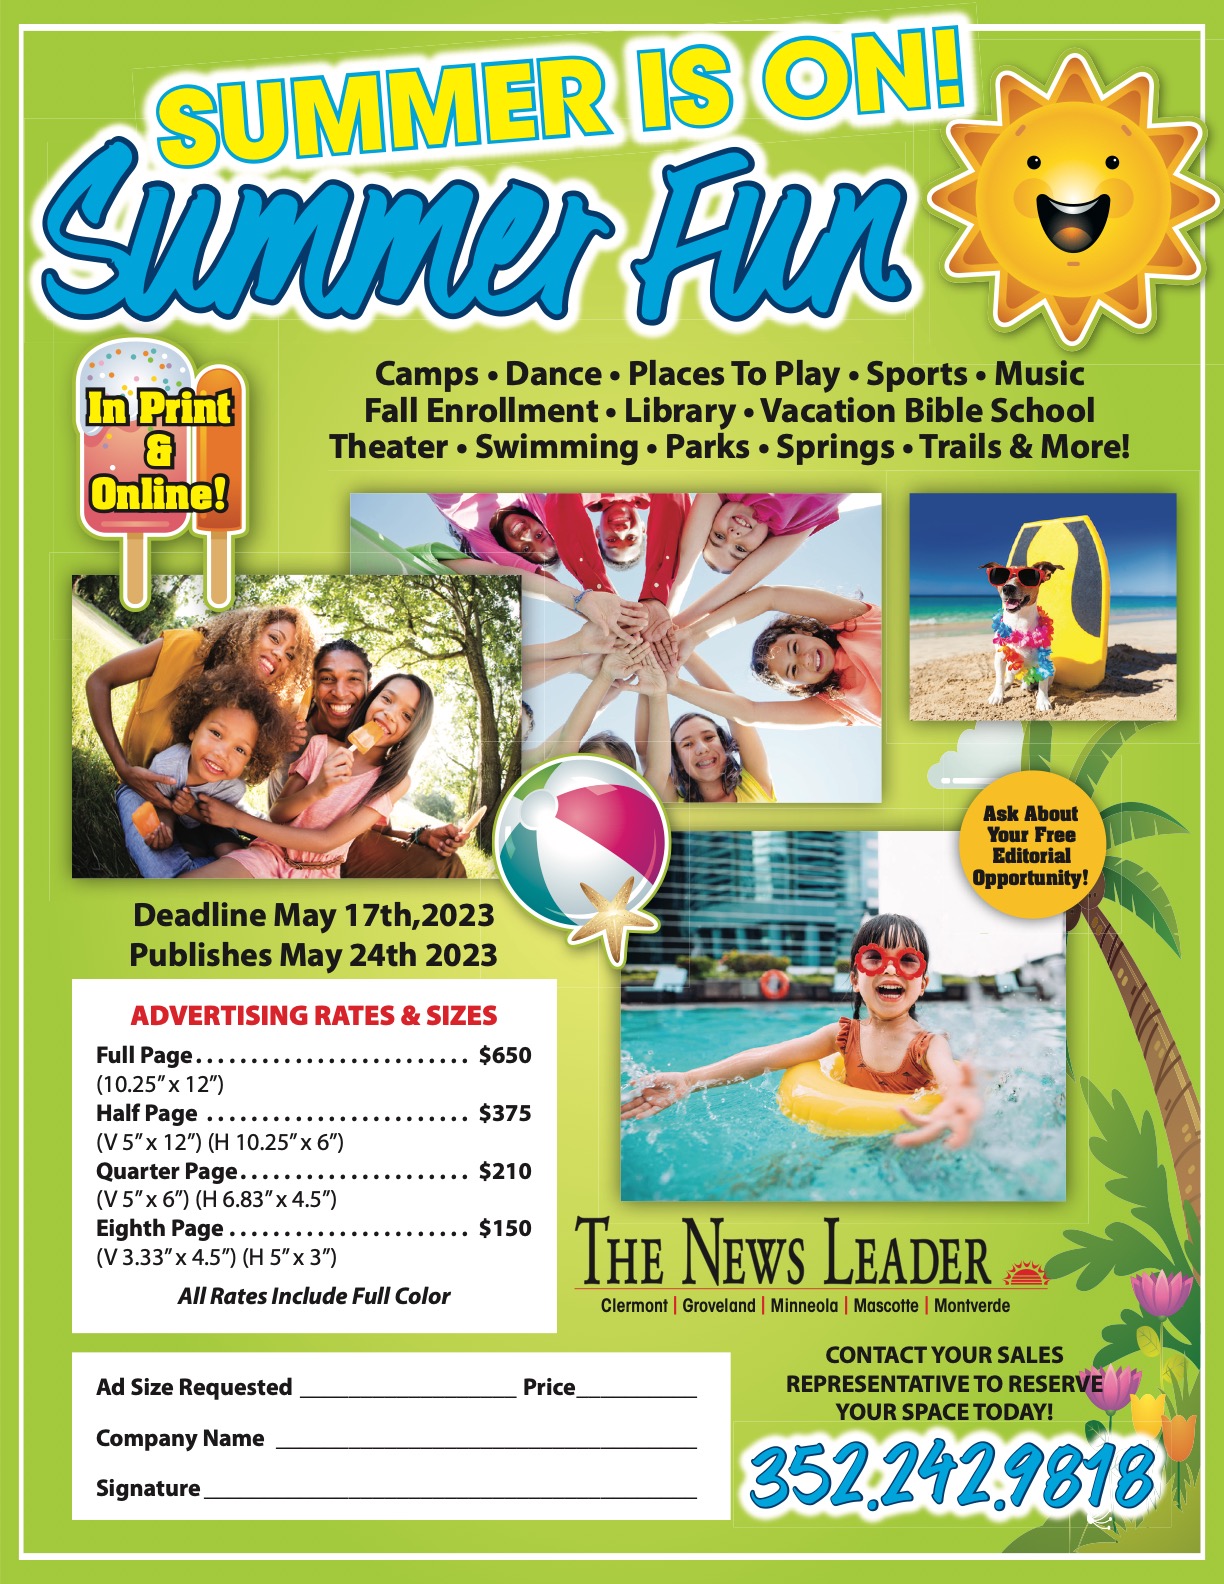 SUMMER IS ON!
Summer Fun
In Print
&
Online!
Camps • Dance • Places To Play • Sports • Music
Fall Enrollment • Library • Vacation Bible School
Theater • Swimming • Parks • Springs • Trails & More!
Ask About
Your Free
Editorial
Opportunity!
Deadline May 17th,2023
Publishes May 24th 2023
ADVERTISING RATES & SIZES
Full Page......................... $650
(10.25” x 12”)
Half Page ........................ $375
(V 5” x 12”) (H 10.25” x 6”)
Quarter Page..................... $210
(V 5” x 6”) (H 6.83” x 4.5”)
Eighth Page ...................... $150
(V 3.33” x 4.5”) (H 5” x 3”)
All Rates Include Full Color
THE NEWS LEADER
Clermont | Groveland | Minneola | Mascotte | Montverde
Ad Size Requested __________________ Price__________
Company Name ___________________________________
Signature_________________________________________
CONTACT YOUR SALES
REPRESENTATIVE TO RESERVE
YOUR SPACE TODAY!
352.242.9818